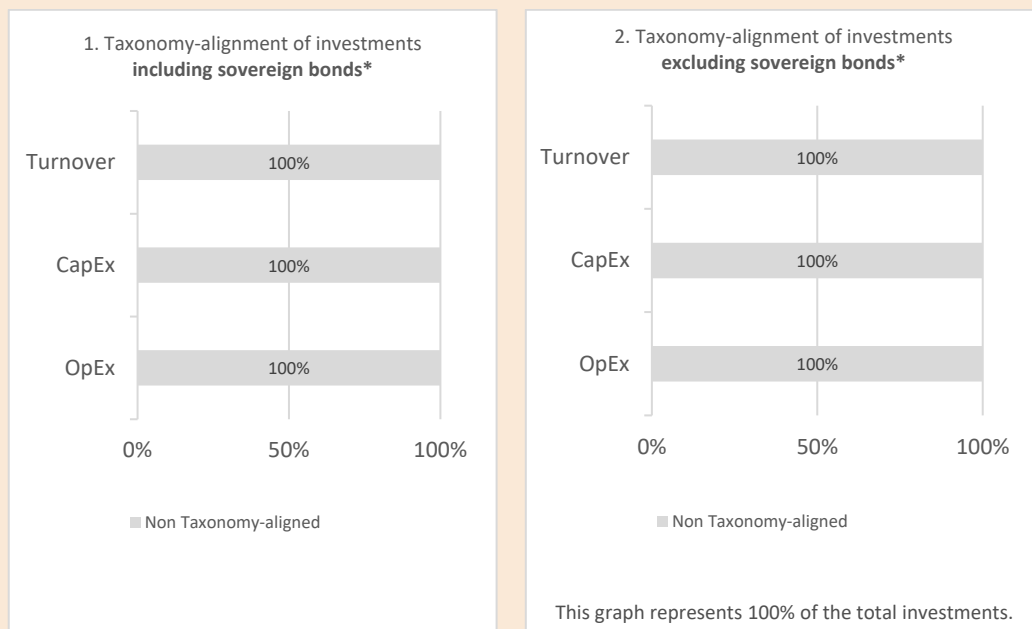 1. Taxonomy-alignment of investments
including sovereign bonds*
Turnover
100%
CapEx
100%
OpEx
100%
0%
50%
100%
Non Taxonomy-aligned
2. Taxonomy-alignment of investments
excluding sovereign bonds*
Turnover
100%
CapEx
100%
OpEx
100%
0%
50%
100%
Non Taxonomy-aligned
This graph represents 100% of the total investments.